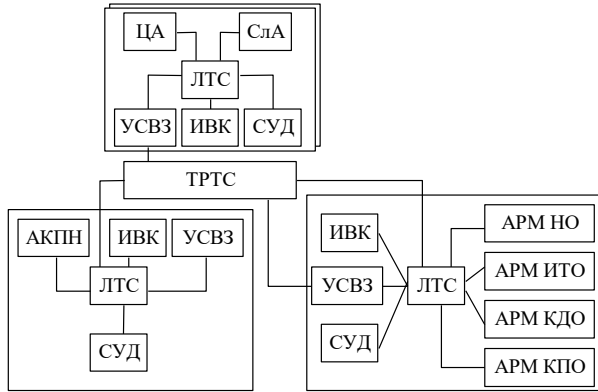 ЦА
СлА
ЛТС
УСВЗ
ИВК
СУД
ТРТС
АКПН
ИВК
УСВЗ
ЛТС
СУД
ИВК
УСВЗ
СУД
ЛТС
АРМ НО
АРМ ИТО
АРМ КДО
АРМ КПО